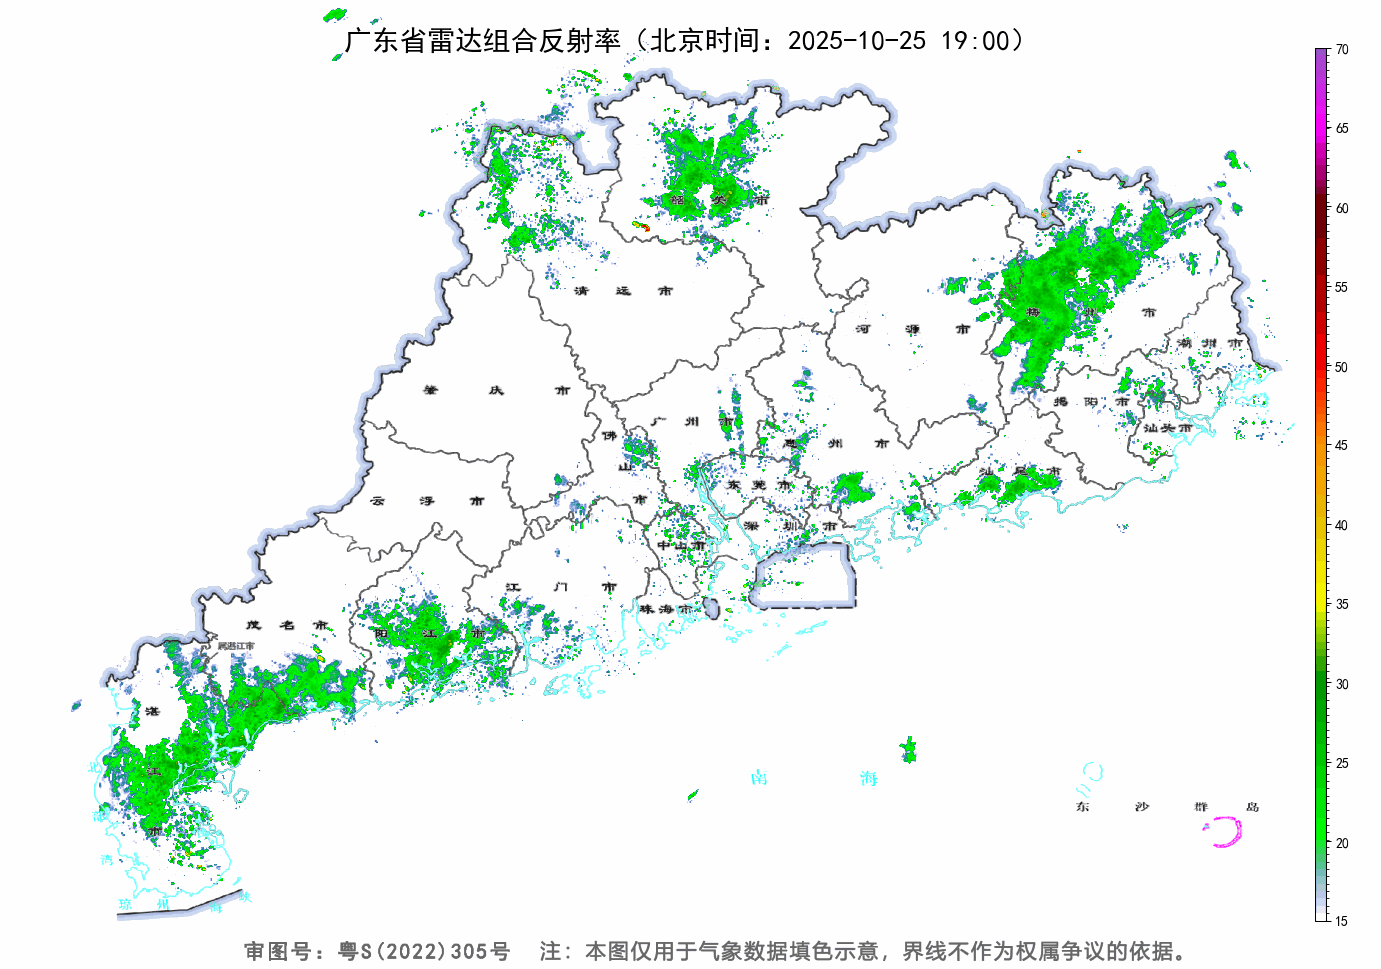 广东省雷达组合反射率（北京时间：2025-10-25 19:00）
70
65
60
55
50
45
40
35
30
25
20
15
韶关市
清远市
河源市
梅州市
潮州市
肇庆市
广州市
惠州市
揭阳市
汕头市
佛山市
云浮市
东莞市
汕尾市
深圳市
中山市
江门市
珠海市
茂名市
阳江市
属湛江市
湛江市
北
湾
南海
东沙群岛
琼州海峡
审图号：粤S(2022)305号 注：本图仅用于气象数据填色示意，界线不作为权属争议的依据。